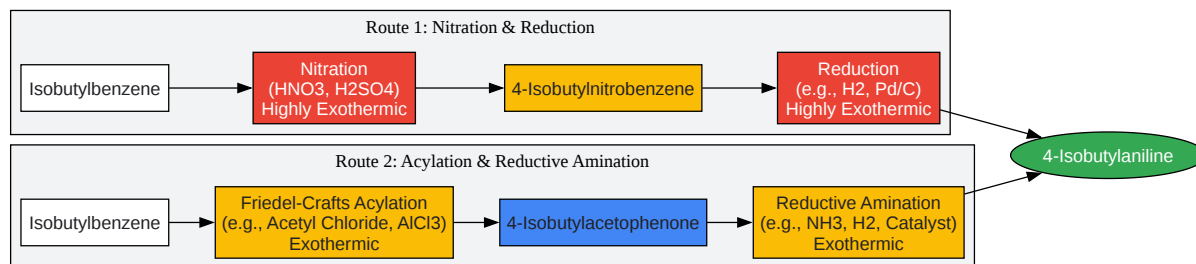 Route 1: Nitration & Reduction
Isobutylbenzene
Nitration
(HNO3, H2SO4)
Highly Exothermic
4-Isobutylnitrobenzene
Reduction
(e.g., H2, Pd/C)
Highly Exothermic
4-Isobutylaniline
Route 2: Acylation & Reductive Amination
Isobutylbenzene
Friedel-Crafts Acylation
(e.g., Acetyl Chloride, AlCl3)
Exothermic
4-Isobutylacetophenone
Reductive Amination
(e.g., NH3, H2, Catalyst)
Exothermic